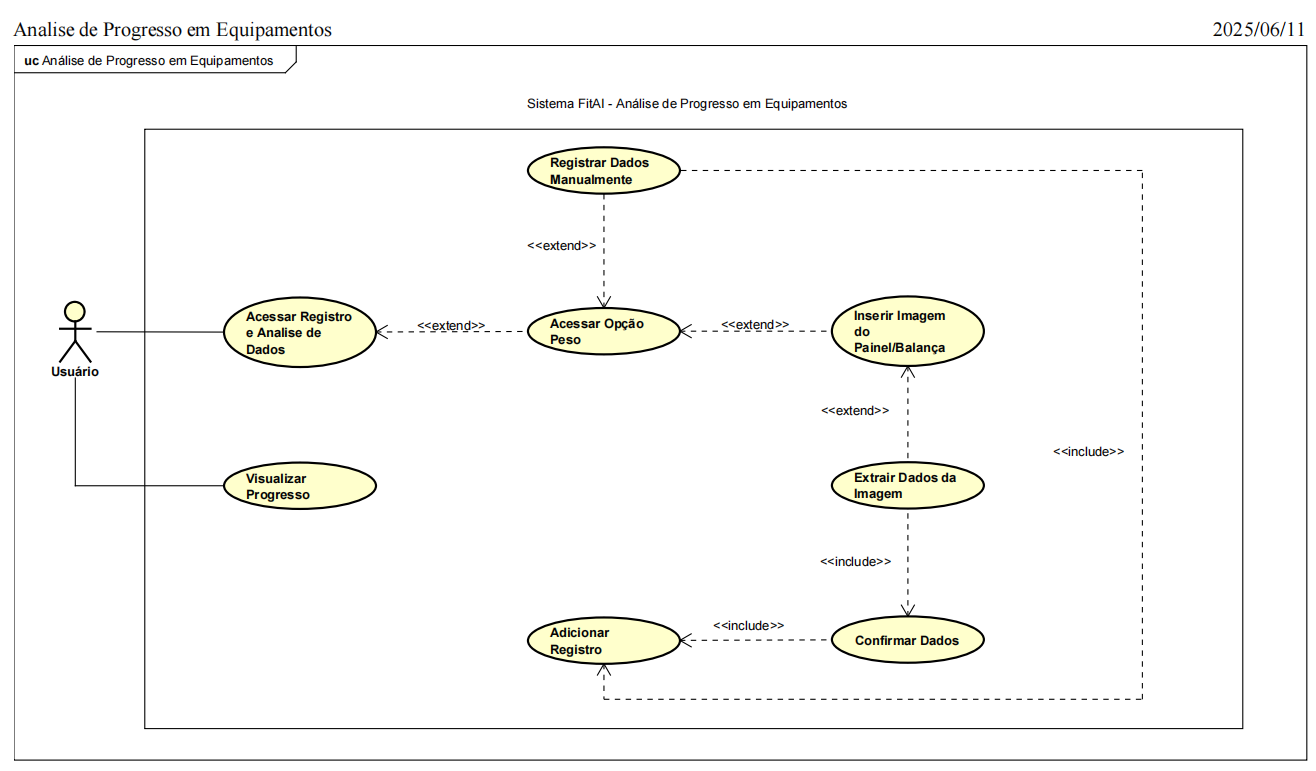 Analise de Progresso em Equipamentos
2025/06/11
uc Análise de Progresso em Equipamentos
Sistema FitAI - Análise de Progresso em Equipamentos
Registrar Dados
Manualmente
<<extend>>
Usuário
Acessar Registro
e Analise de
Dados
<<extend>>
Acessar Opção
Peso
<<extend>>
Inserir Imagem
do
Painel/Balança
<<extend>>
<<include>>
Visualizar
Progresso
Extrair Dados da
Imagem
<<include>>
Adicionar
Registro
<<include>>
Confirmar Dados